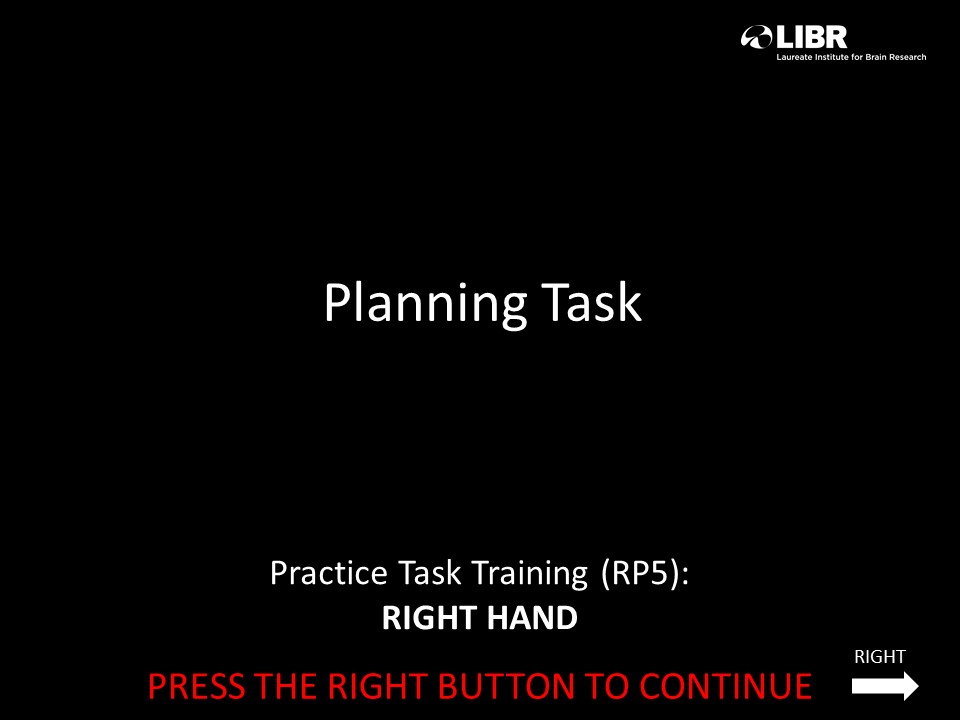 LIBR
Laureate Institute for Brain Research
Planning Task
Practice Task Training (RP5):
RIGHT HAND
RIGHT
PRESS THE RIGHT BUTTON TO CONTINUE